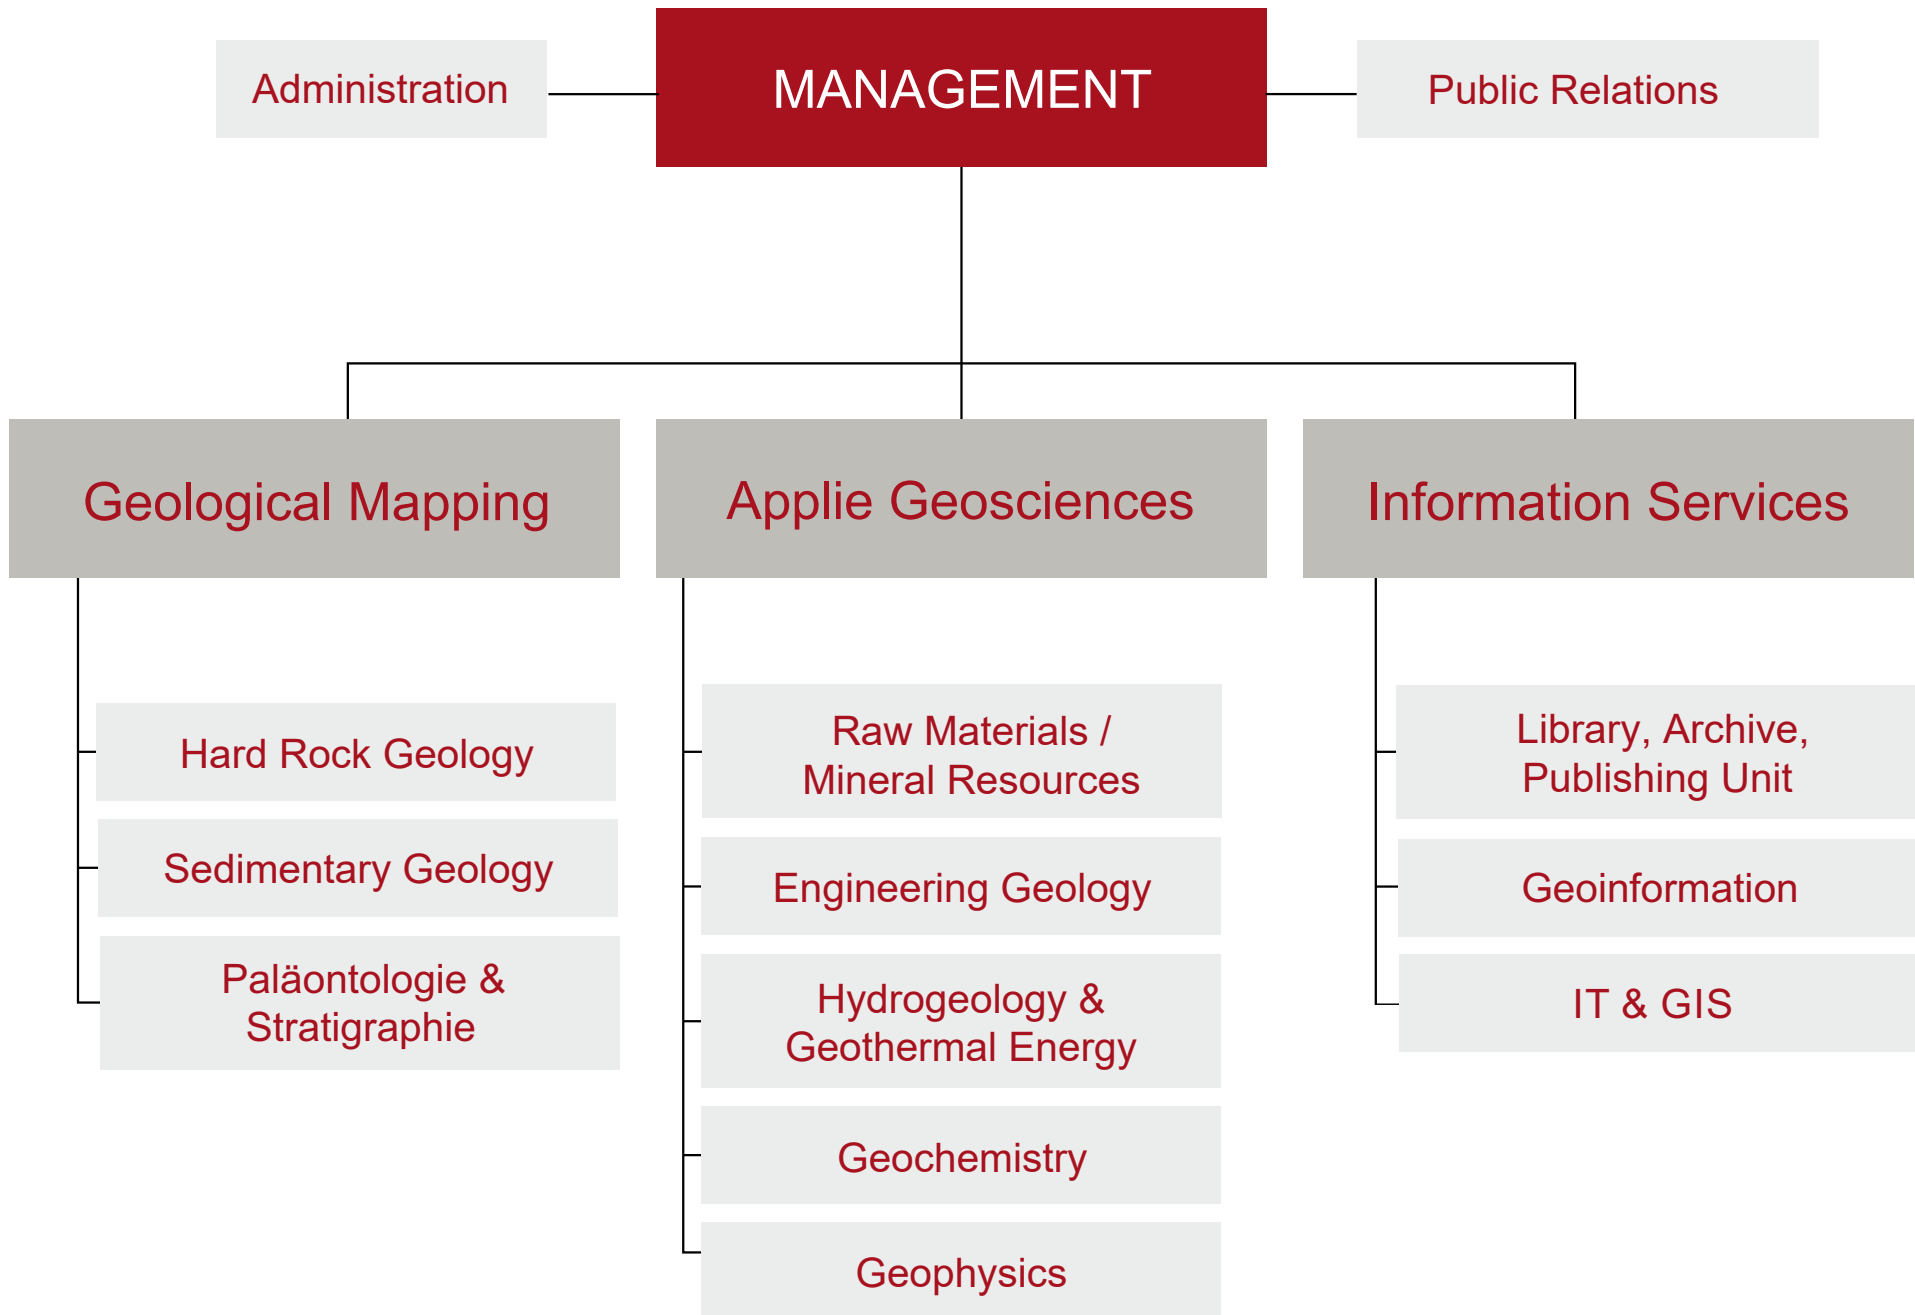 Administration
MANAGEMENT
Public Relations
Geological Mapping
Applie Geosciences
Information Services
Hard Rock Geology
Sedimentary Geology
Paläontologie &
Stratigraphie
Raw Materials /
Mineral Resources
Engineering Geology
Hydrogeology &
Geothermal Energy
Geochemistry
Geophysics
Library, Archive,
Publishing Unit
Geoinformation
IT & GIS